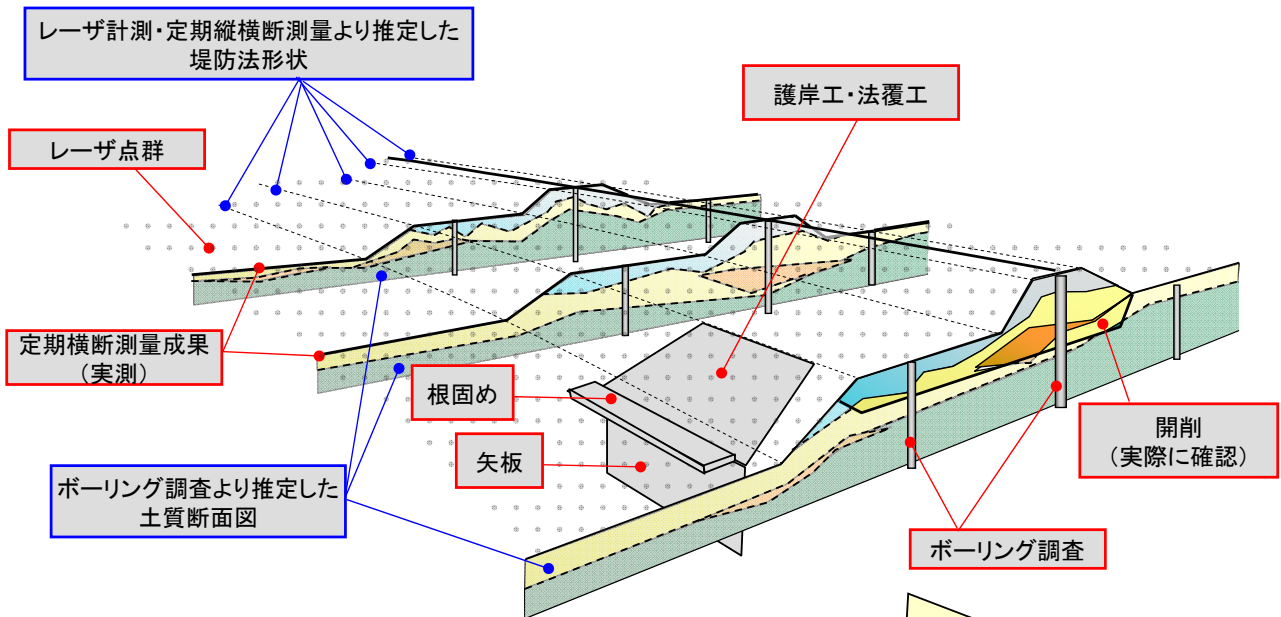 レーザ計測・定期縦横断測量より推定した
堤防法形状
護岸工・法覆工
レーザ点群
定期横断測量成果
（実測）
根固め
矢板
開削
（実際に確認）
ボーリング調査より推定した
土質断面図
ボーリング調査